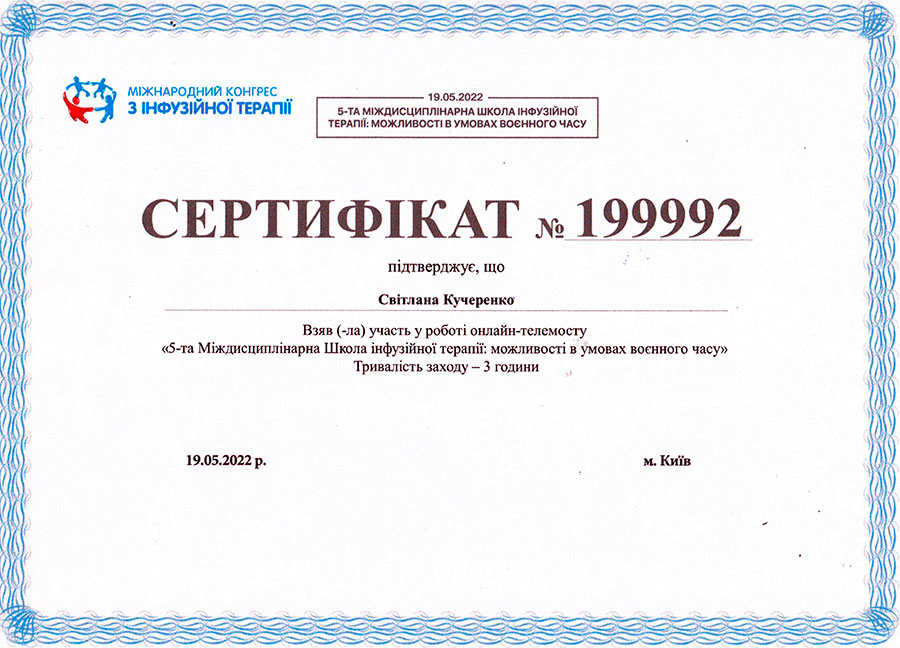 МІЖНАРОДНИЙ КОНГРЕС
З ІНФУЗІЙНОЇ ТЕРАПІЇ
19.05.2022
5-ТА МІЖДИСЦИПЛІНАРНА ШКОЛА ІНФУЗІЙНОЇ
ТЕРАПІЇ: МОЖЛИВОСТІ В УМОВАХ ВОЄННОГО ЧАСУ
СЕРТИФІКАТ № 199992
підтверджує, що
Світлана Кучеренко
Взяв (-ла) участь у роботі онлайн-телемосту
«5-та Міждисциплінарна Школа інфузійної терапії: можливості в умовах воєнного часу»
Тривалість заходу – 3 години
19.05.2022 р.
м. Київ